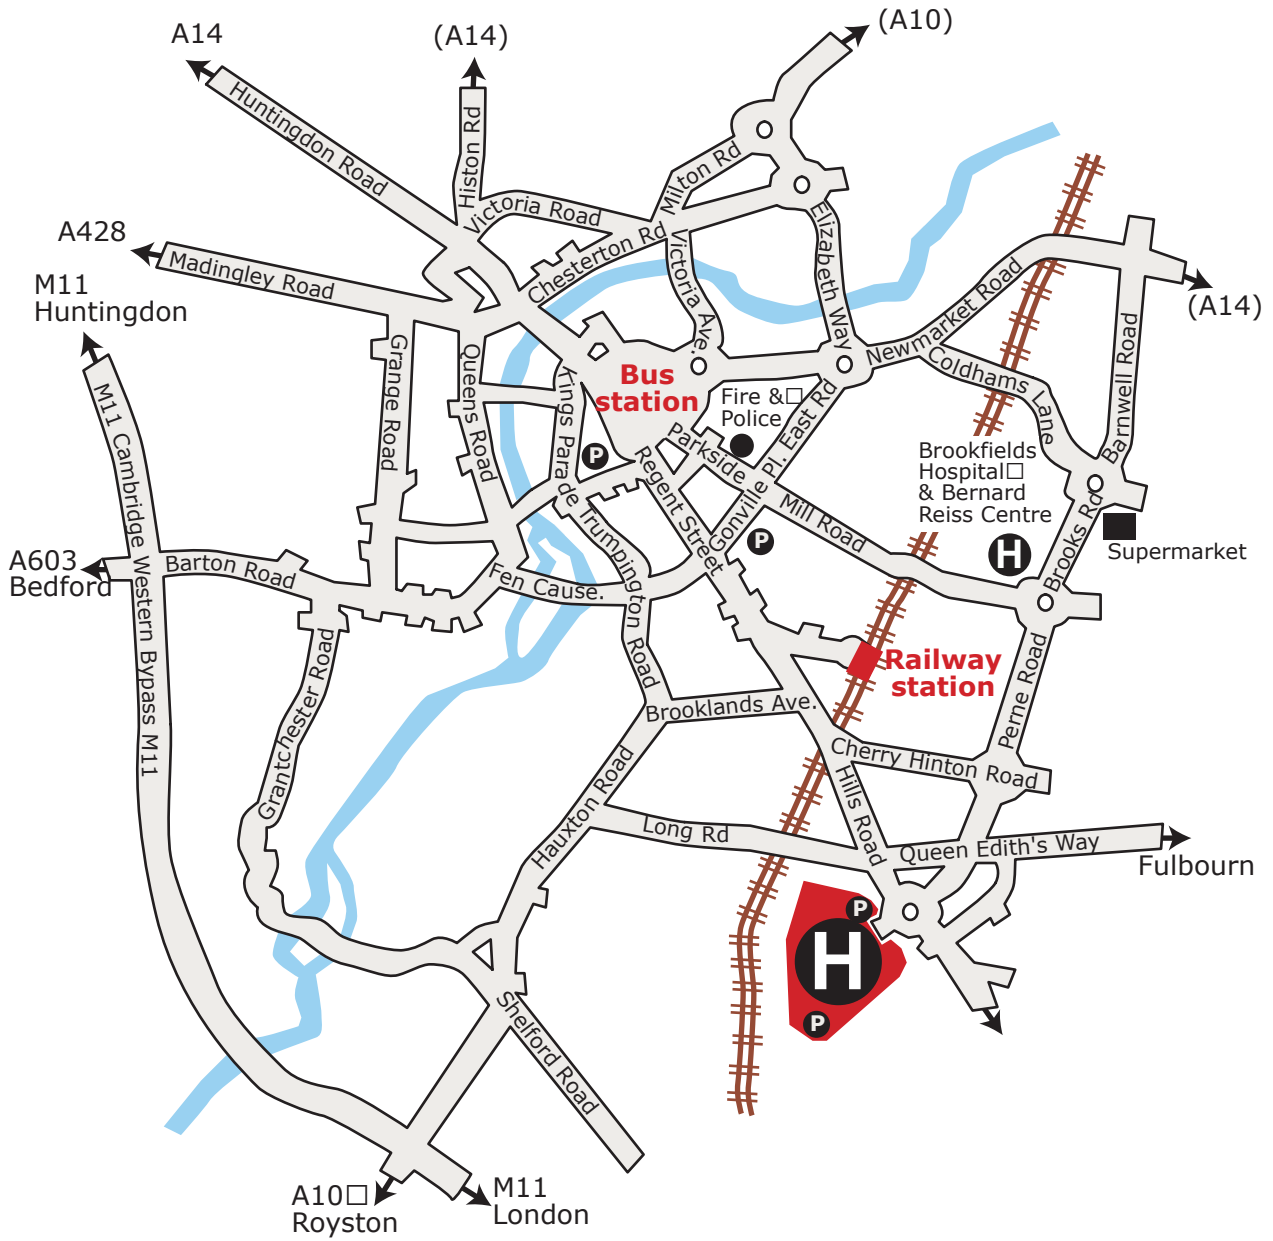 A14
(A14)
(A10)
Huntingdon Road
Histon Rd
Milton Rd
Victoria Road
Chesterton Rd
Elizabeth Way
A428
Madingley Road
Victoria Ave.
Newmarket Road
(A14)
M11
Huntingdon
Grange Road
Queens Road
Kings Parade
Bus
station
Fire &
Police
Coldhams Lane
Barnwell Road
M11 Cambridge Western Bypass M11
P
Parkside
Gonville Pl. East Rd
Brookfields
Hospital
& Bernard
Reiss Centre
H
Brooks Rd
Supermarket
Regent Street
Mill Road
P
A603
Bedford
Barton Road
Fen Cause.
Trumpington Road
Railway
station
Grantchester Road
Brooklands Ave.
Perne Road
Cherry Hinton Road
Hills Road
Hauxton Road
Long Rd
Queen Edith's Way
Fulbourn
P
H
P
Shelford Road
A10
Royston
M11
London